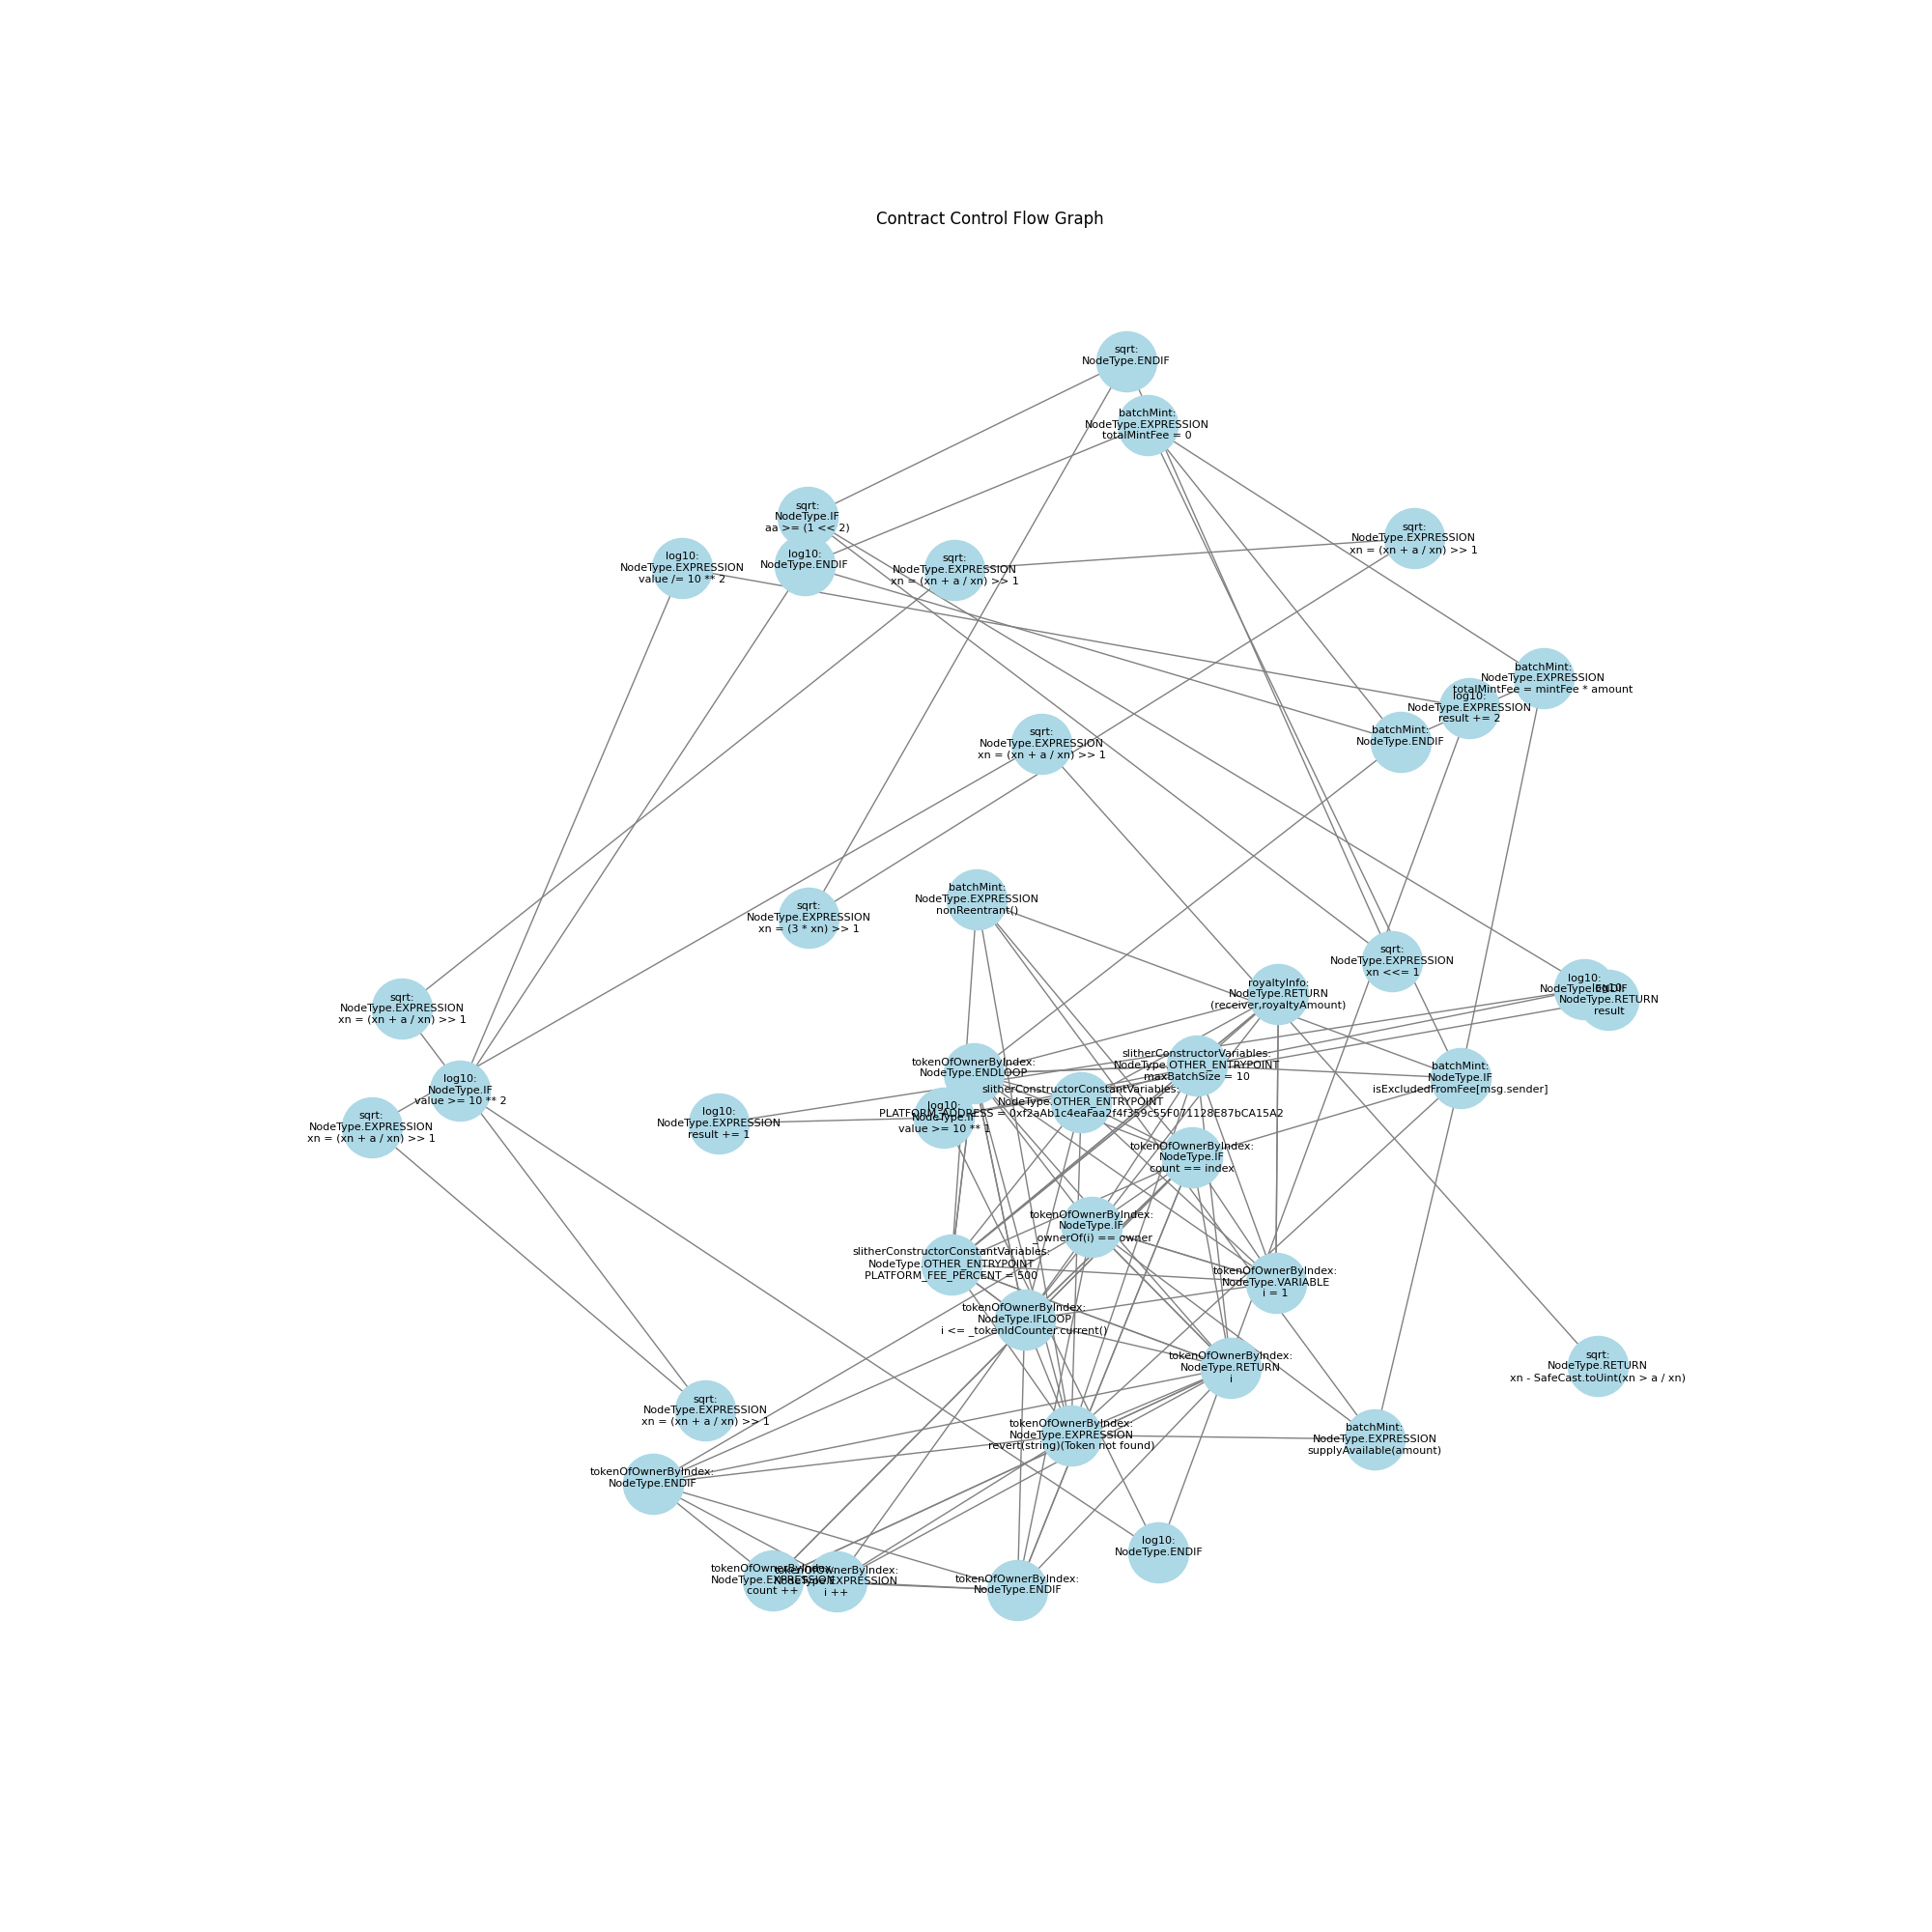 Contract Control Flow Graph
sqrt:
NodeType.ENDIF
batchMint:
NodeType.EXPRESSION
totalMintFee = 0
sqrt:
NodeType.IF
aa >= (1 << 2)
log10:
NodeType.ENDIF
log10:
NodeType.EXPRESSION
value /= 10 ** 2
sqrt:
NodeType.EXPRESSION
xn = (xn + a / xn) >> 1
sqrt:
NodeType.EXPRESSION
xn = (xn + a / xn) >> 1
batchMint:
NodeType.EXPRESSION
totalMintFee = mintFee * amount
log10:
NodeType.EXPRESSION
result += 2
batchMint:
NodeType.ENDIF
sqrt:
NodeType.EXPRESSION
xn = (xn + a / xn) >> 1
batchMint:
NodeType.EXPRESSION
nonReentrant()
sqrt:
NodeType.EXPRESSION
xn = (3 * xn) >> 1
sqrt:
NodeType.EXPRESSION
xn <<= 1
royaltyInfo:
NodeType.RETURN
(receiver,royaltyAmount)
log10:
NodeType.ENDIF
log10:
NodeType.RETURN
result
sqrt:
NodeType.EXPRESSION
xn = (xn + a / xn) >> 1
tokenOfOwnerByIndex:
NodeType.ENDLOOP
slitherConstructorVariables:
NodeType.OTHER_ENTRYPOINT
maxBatchSize = 10
batchMint:
NodeType.IF
isExcludedFromFee[msg.sender]
log10:
NodeType.IF
value >= 10 ** 2
slitherConstructorConstantVariables:
NodeType.OTHER_ENTRYPOINT
PLATFORM_ADDRESS = 0xf2aAb1c4eaFaa2f4f359c55F071128E87bCA15A2
log10:
NodeType.IF
value >= 10 ** 1
log10:
NodeType.EXPRESSION
result += 1
sqrt:
NodeType.EXPRESSION
xn = (xn + a / xn) >> 1
tokenOfOwnerByIndex:
NodeType.IF
count == index
tokenOfOwnerByIndex:
NodeType.IF
_ownerOf(i) == owner
slitherConstructorConstantVariables:
NodeType.OTHER_ENTRYPOINT
PLATFORM_FEE_PERCENT = 500
tokenOfOwnerByIndex:
NodeType.VARIABLE
i = 1
tokenOfOwnerByIndex:
NodeType.IFLOOP
i <= _tokenIdCounter.current()
tokenOfOwnerByIndex:
NodeType.RETURN
i
sqrt:
NodeType.RETURN
xn - SafeCast.toUint(xn > a / xn)
sqrt:
NodeType.EXPRESSION
xn = (xn + a / xn) >> 1
tokenOfOwnerByIndex:
NodeType.EXPRESSION
revert(string)(Token not found)
batchMint:
NodeType.EXPRESSION
supplyAvailable(amount)
tokenOfOwnerByIndex:
NodeType.ENDIF
log10:
NodeType.ENDIF
tokenOfOwnerByIndex:
NodeType.EXPRESSION
count ++
tokenOfOwnerByIndex:
NodeType.EXPRESSION
i ++
tokenOfOwnerByIndex:
NodeType.ENDIF